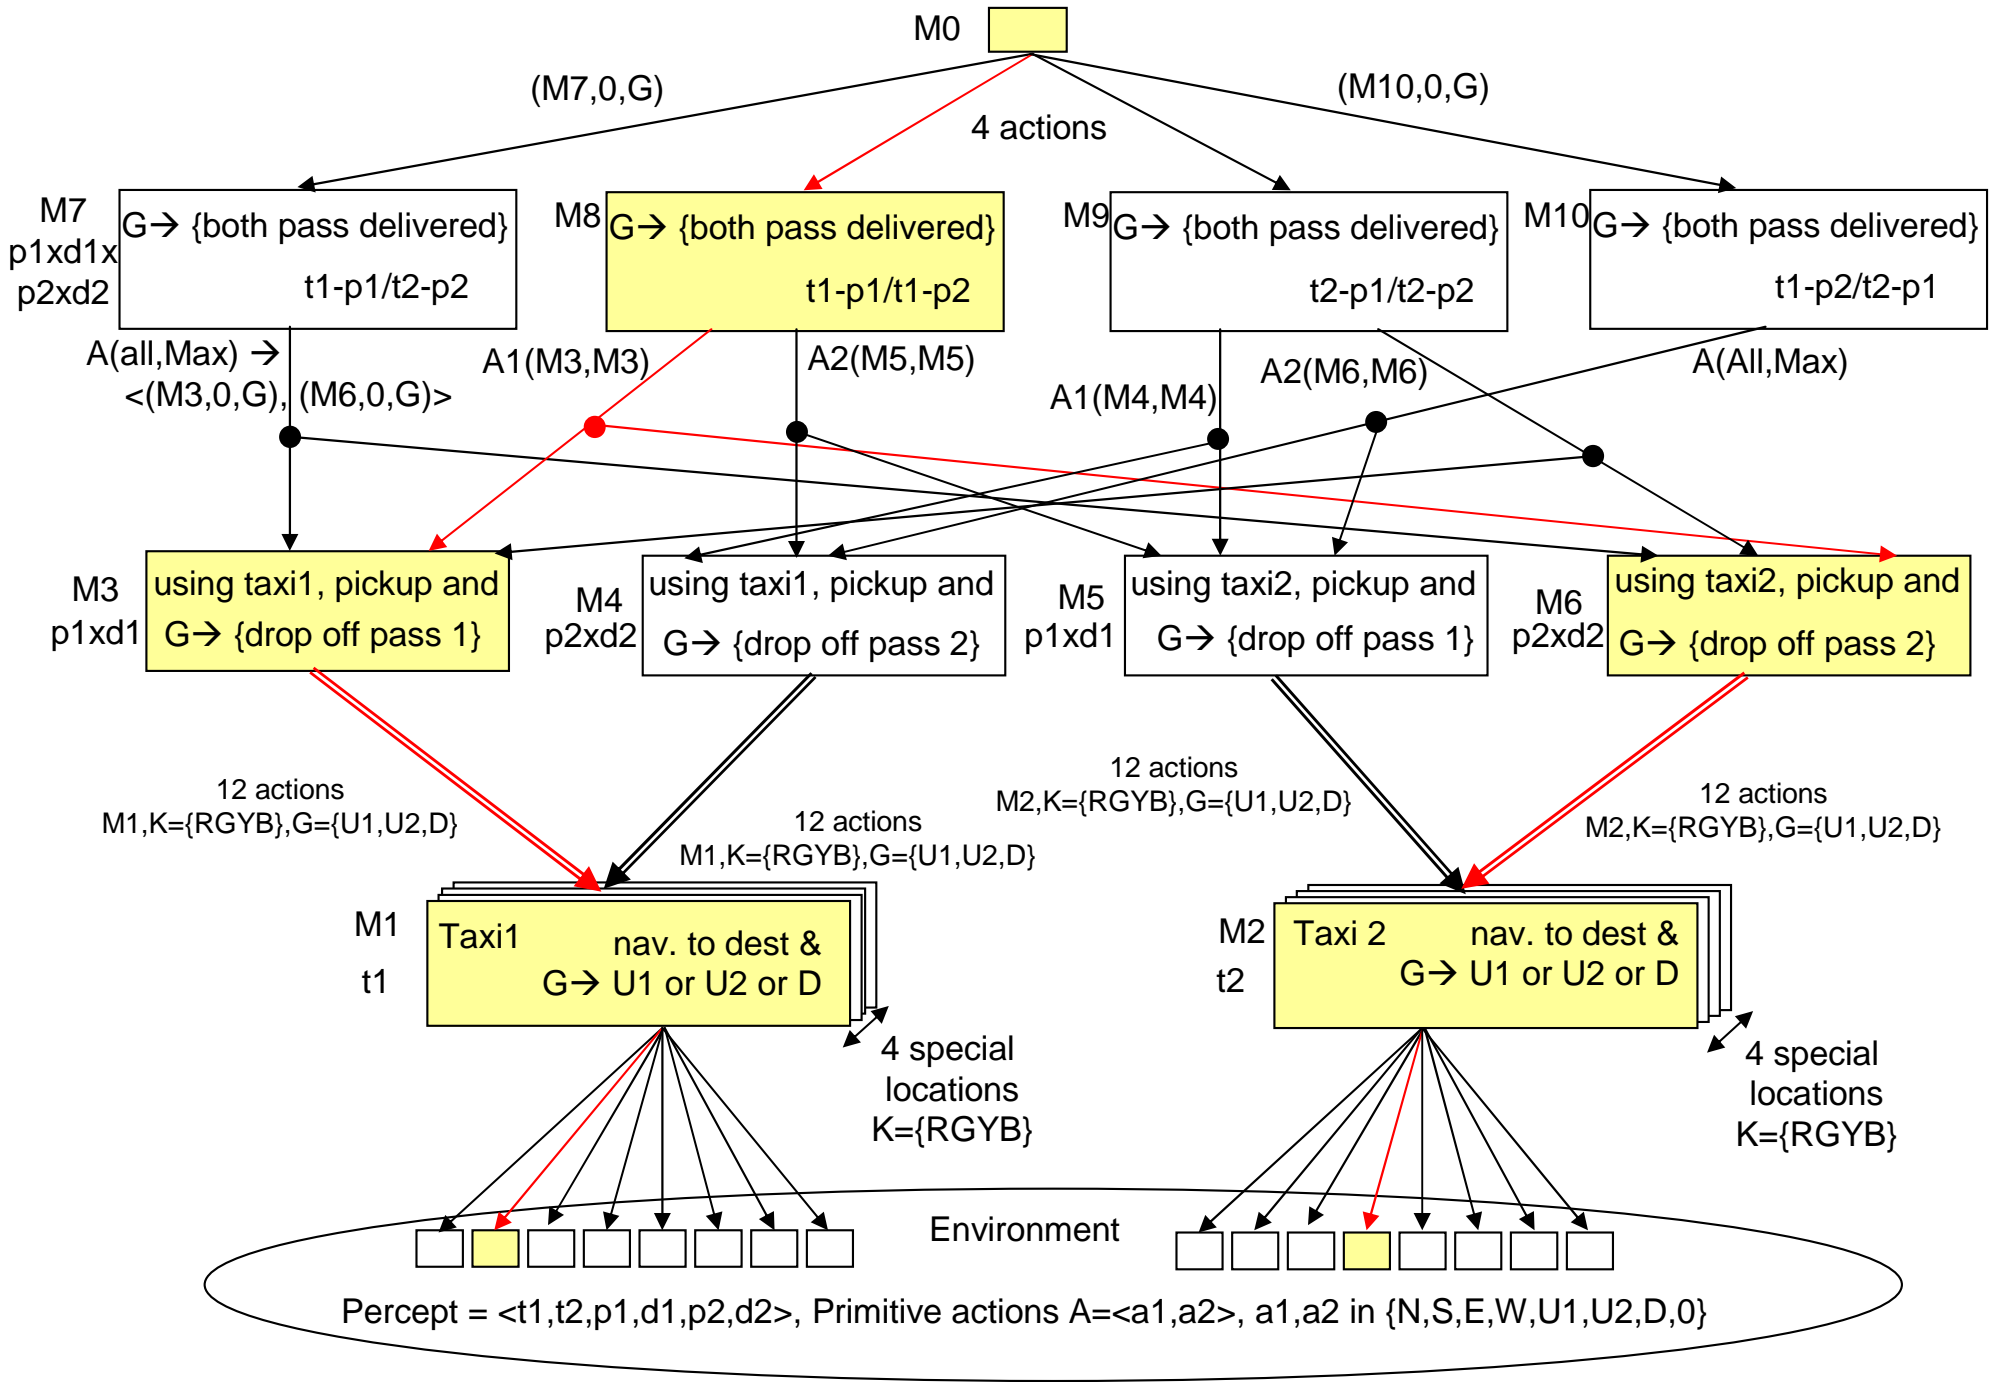 M0
(M7,0,G)
(M10,0,G)
4 actions
M7
p1xd1x
p2xd2
G→ {both pass delivered}
t1-p1/t2-p2
M8
G→ {both pass delivered}
t1-p1/t1-p2
M9
G→ {both pass delivered}
t2-p1/t2-p2
M10
G→ {both pass delivered}
t1-p2/t2-p1
A(all,Max) →
<(M3,0,G), (M6,0,G)>
A1(M3,M3)
A2(M5,M5)
A1(M4,M4)
A2(M6,M6)
A(All,Max)
M3
p1xd1
using taxi1, pickup and
G→ {drop off pass 1}
M4
p2xd2
using taxi1, pickup and
G→ {drop off pass 2}
M5
p1xd1
using taxi2, pickup and
G→ {drop off pass 1}
M6
p2xd2
using taxi2, pickup and
G→ {drop off pass 2}
12 actions
M1,K={RGYB},G={U1,U2,D}
12 actions
M1,K={RGYB},G={U1,U2,D}
12 actions
M2,K={RGYB},G={U1,U2,D}
12 actions
M2,K={RGYB},G={U1,U2,D}
M1
t1
Taxi1
nav. to dest &
G→ U1 or U2 or D
4 special
locations
K={RGYB}
M2
t2
Taxi 2
nav. to dest &
G→ U1 or U2 or D
4 special
locations
K={RGYB}
Environment
Percept = <t1,t2,p1,d1,p2,d2>, Primitive actions A=<a1,a2>, a1,a2 in {N,S,E,W,U1,U2,D,0}